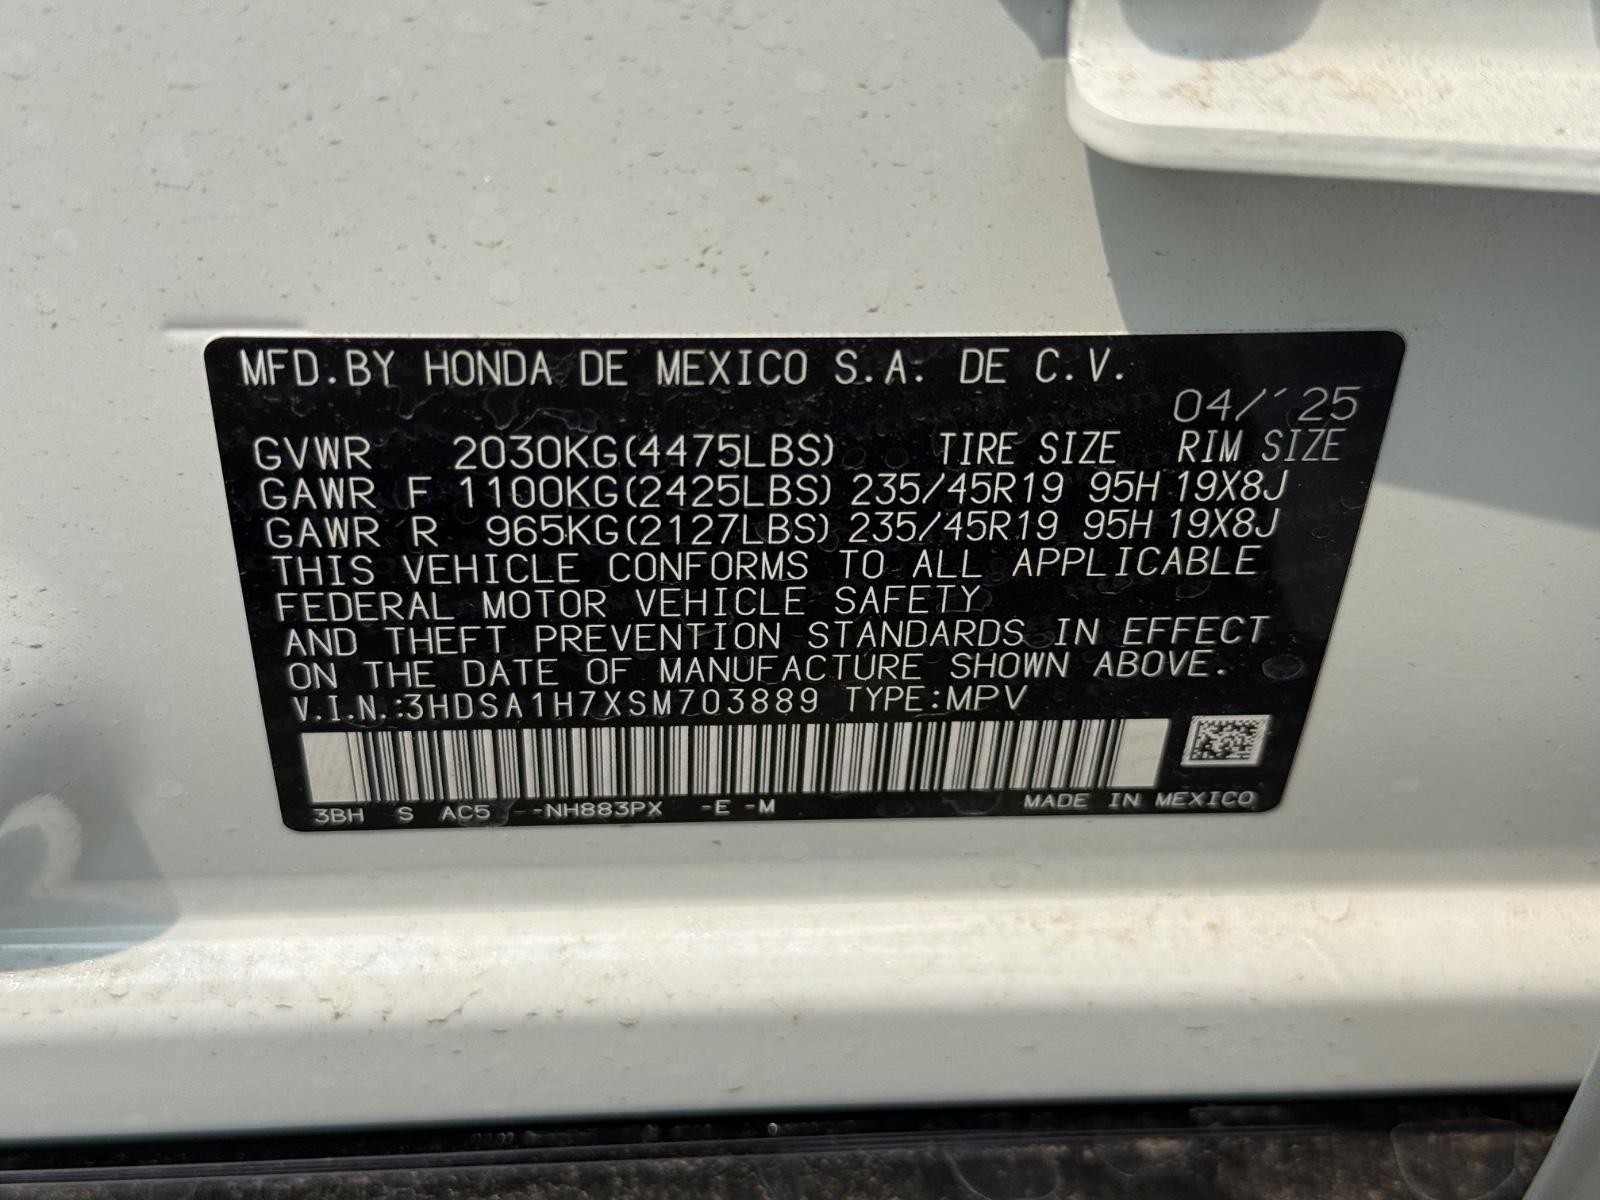 MFD.BY HONDA DE MEXICO S.A. DE C.V.
04/´25
GVWR 2030KG(4475LBS) TIRE SIZE RIM SIZE
GAWR F 1100KG(2425LBS) 235/45R19 95H 19X8J
GAWR R 965KG(2127LBS) 235/45R19 95H 19X8J
THIS VEHICLE CONFORMS TO ALL APPLICABLE
FEDERAL MOTOR VEHICLE SAFETY
AND THEFT PREVENTION STANDARDS IN EFFECT
ON THE DATE OF MANUFACTURE SHOWN ABOVE.
V.I.N.:3HDSA1H7XSM703889 TYPE:MPV
3BH S AC5 --NH883PX -E -M MADE IN MEXICO